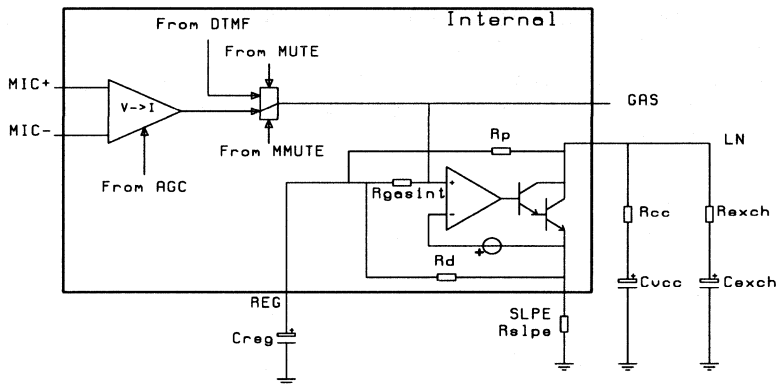 Internal
From DTMF
From MUTE
MIC+
V->I
GAS
MIC-
Rp
LN
From MMUTE
+
From AGC
Rgasint
-
Rcc
Rexch
+
Rd
+
Cvcc
+
Cexch
REG
SLPE
Rslpe
Creg
+